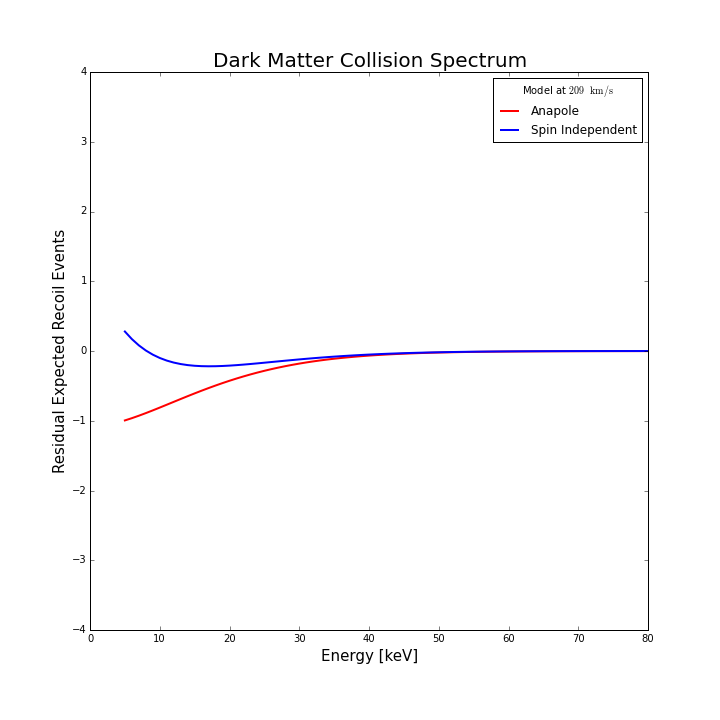 Dark Matter Collision Spectrum
Model at 209 km/s
Anapole
Spin Independent
Residual Expected Recoil Events
4
3
2
1
0
−1
−2
−3
−4
0 10 20 30 40 50 60 70 80
Energy [keV]